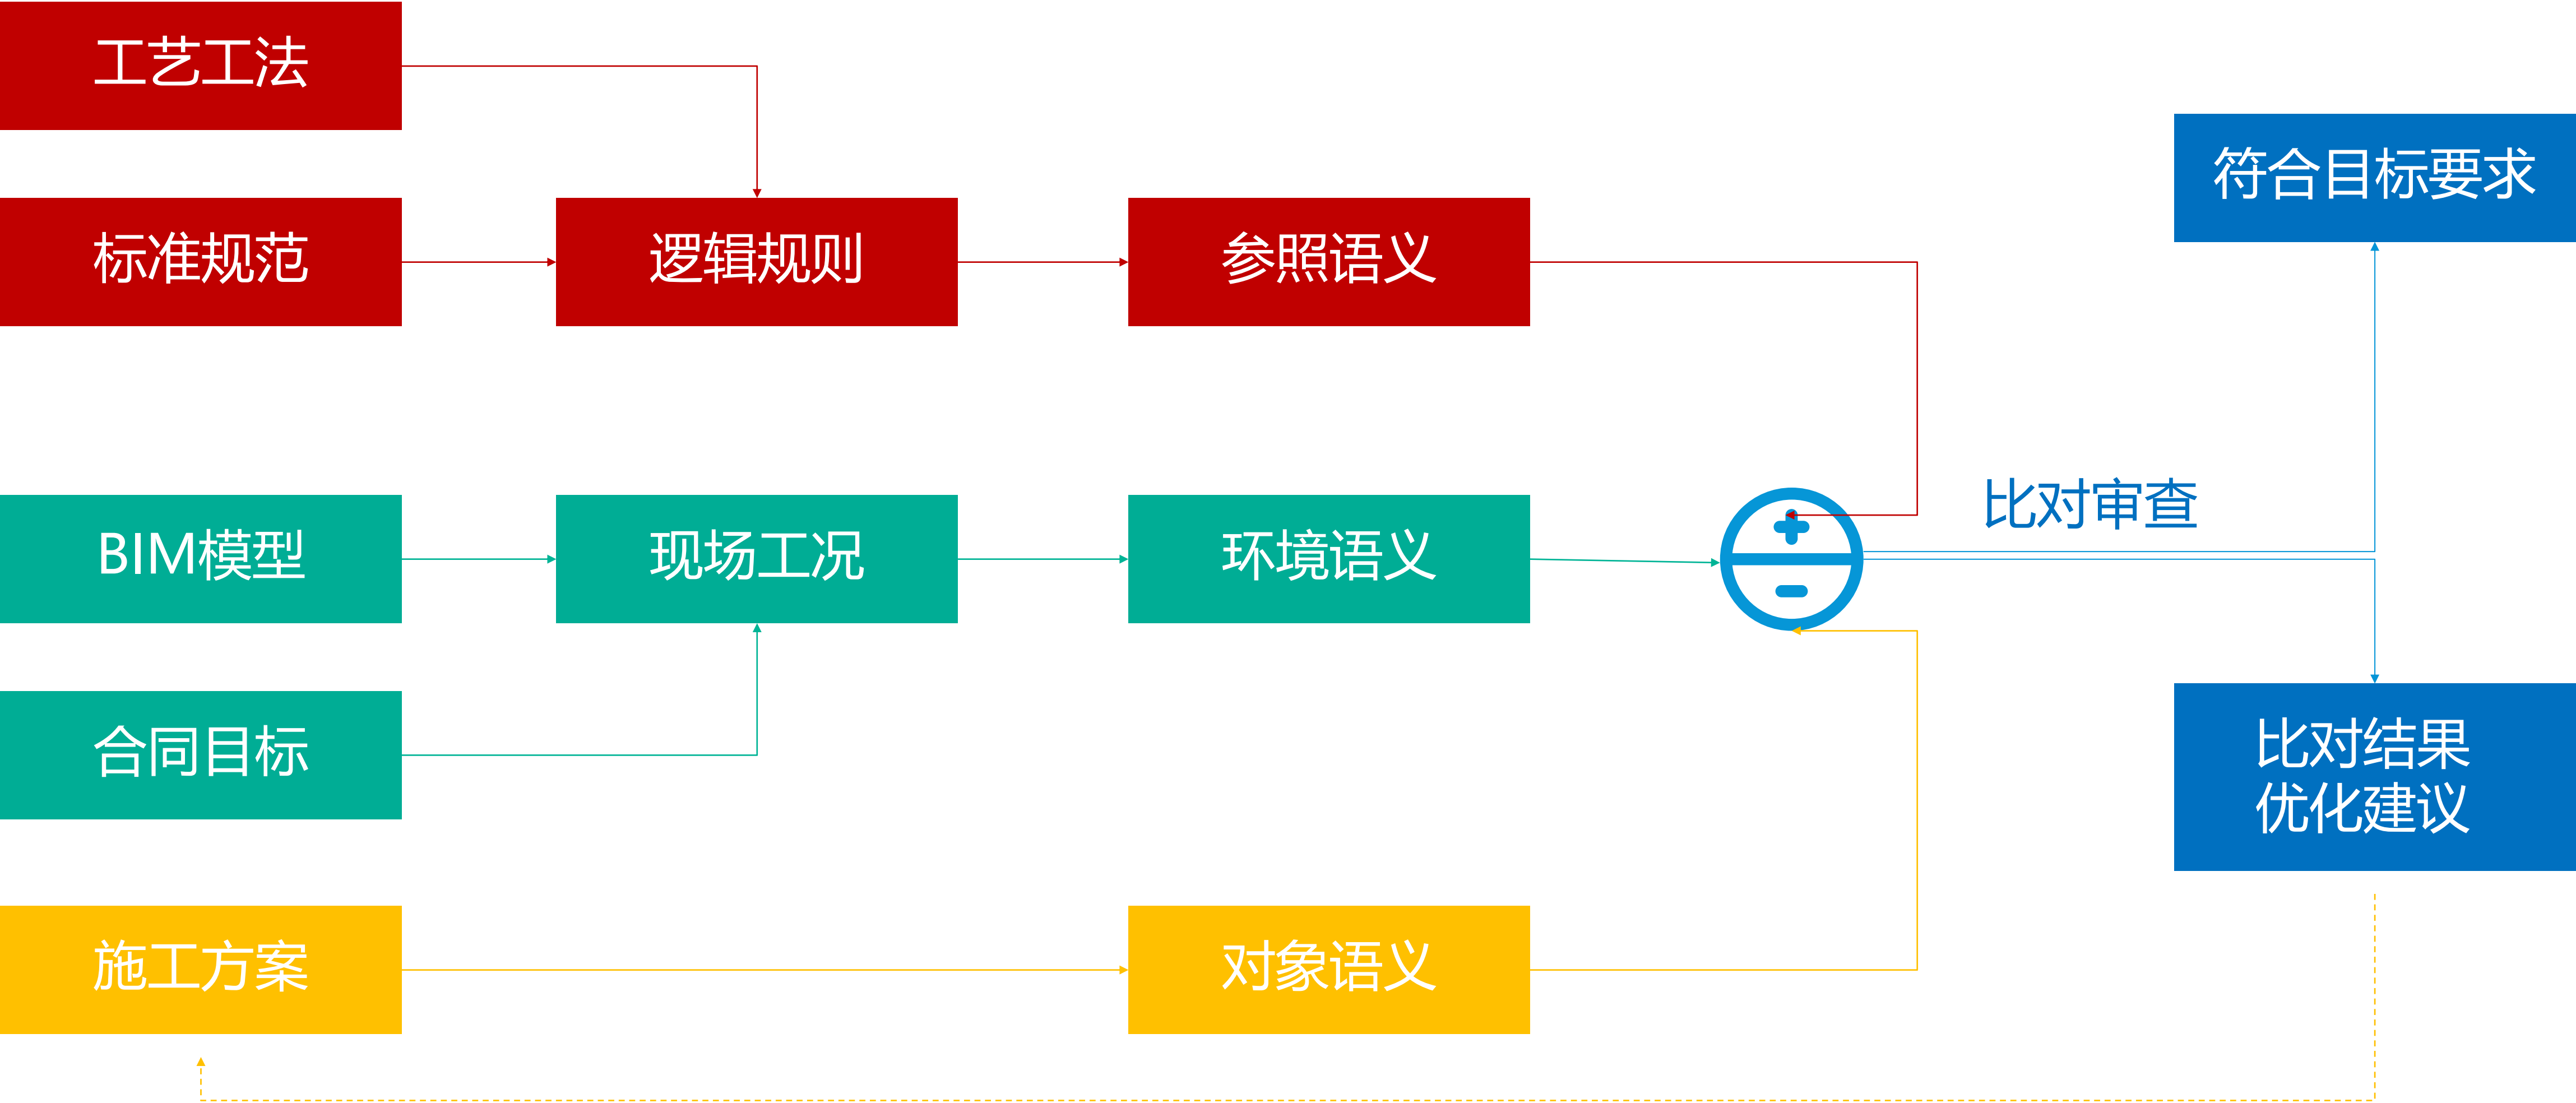 工艺工法
标准规范
逻辑规则
参照语义
符合目标要求
BIM模型
现场工况
环境语义
比对审查
合同目标
比对结果
优化建议
施工方案
对象语义